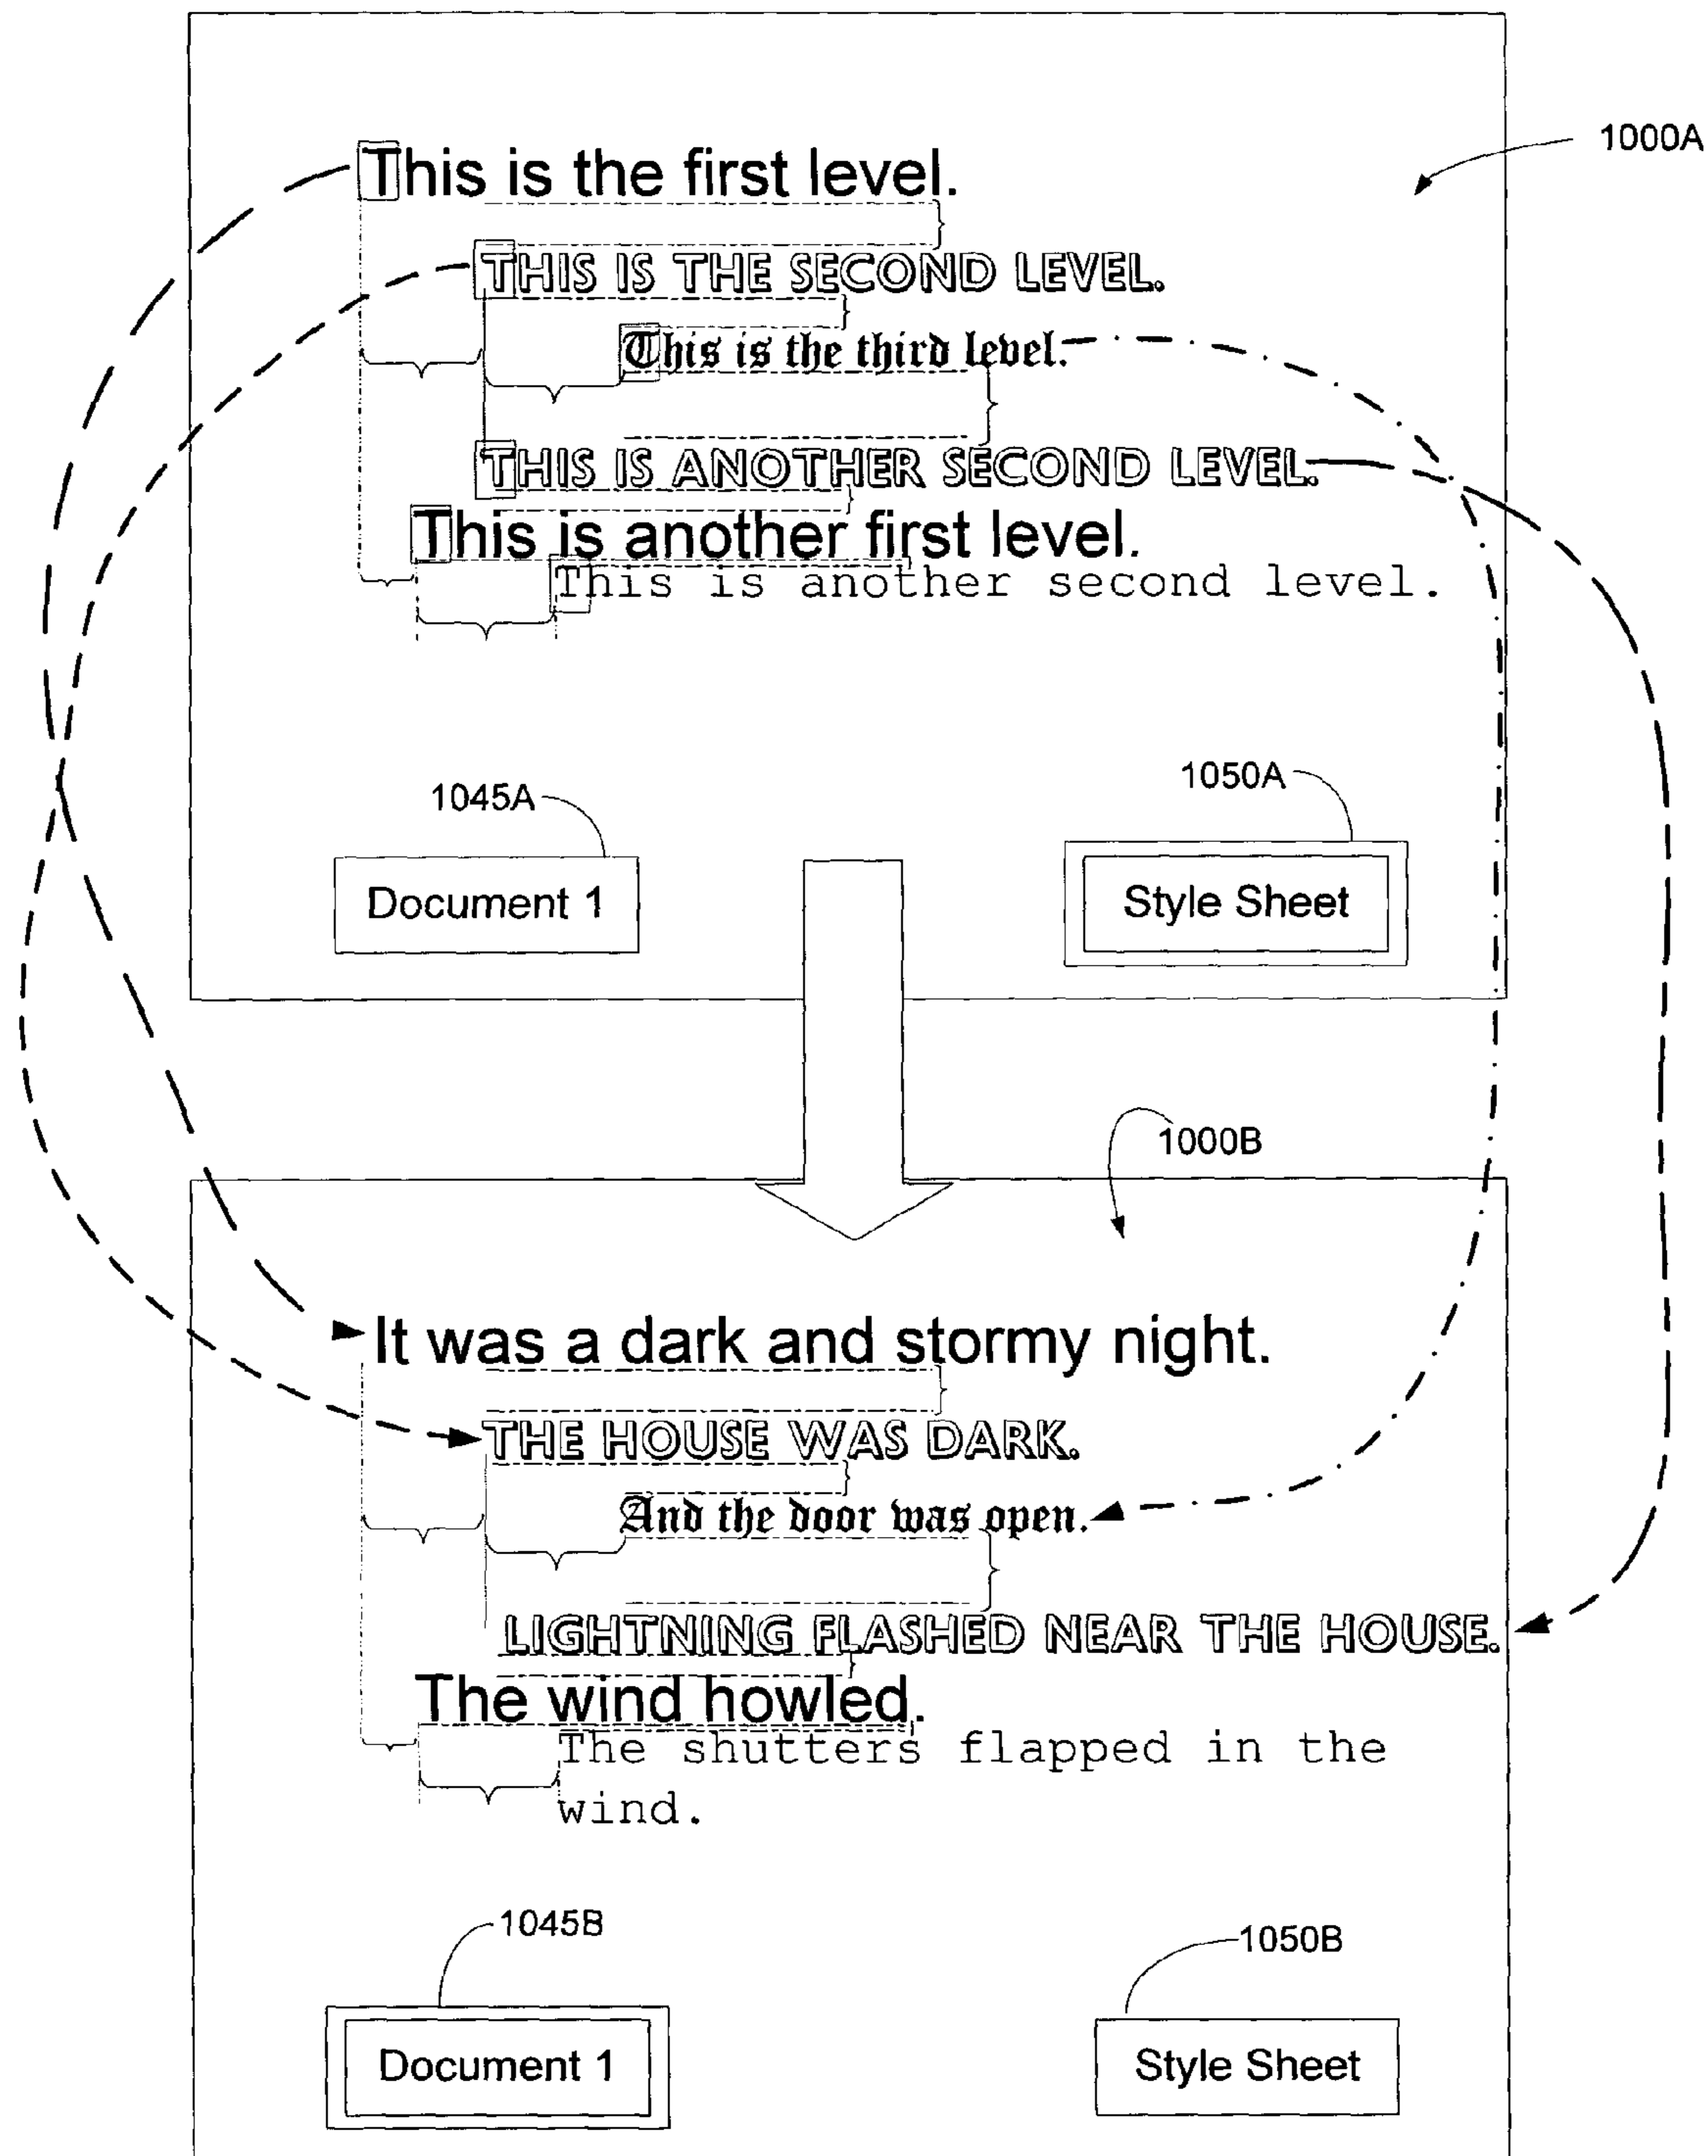 1000A
This is the first level.
THIS IS THE SECOND LEVEL.
This is the third level.
THIS IS ANOTHER SECOND LEVEL.
This is another first level.
This is another second level.
1045A
1050A
Document 1
Style Sheet
1000B
It was a dark and stormy night.
THE HOUSE WAS DARK.
And the door was open.
LIGHTNING FLASHED NEAR THE HOUSE.
The wind howled.
The shutters flapped in the
wind.
1045B
1050B
Document 1
Style Sheet